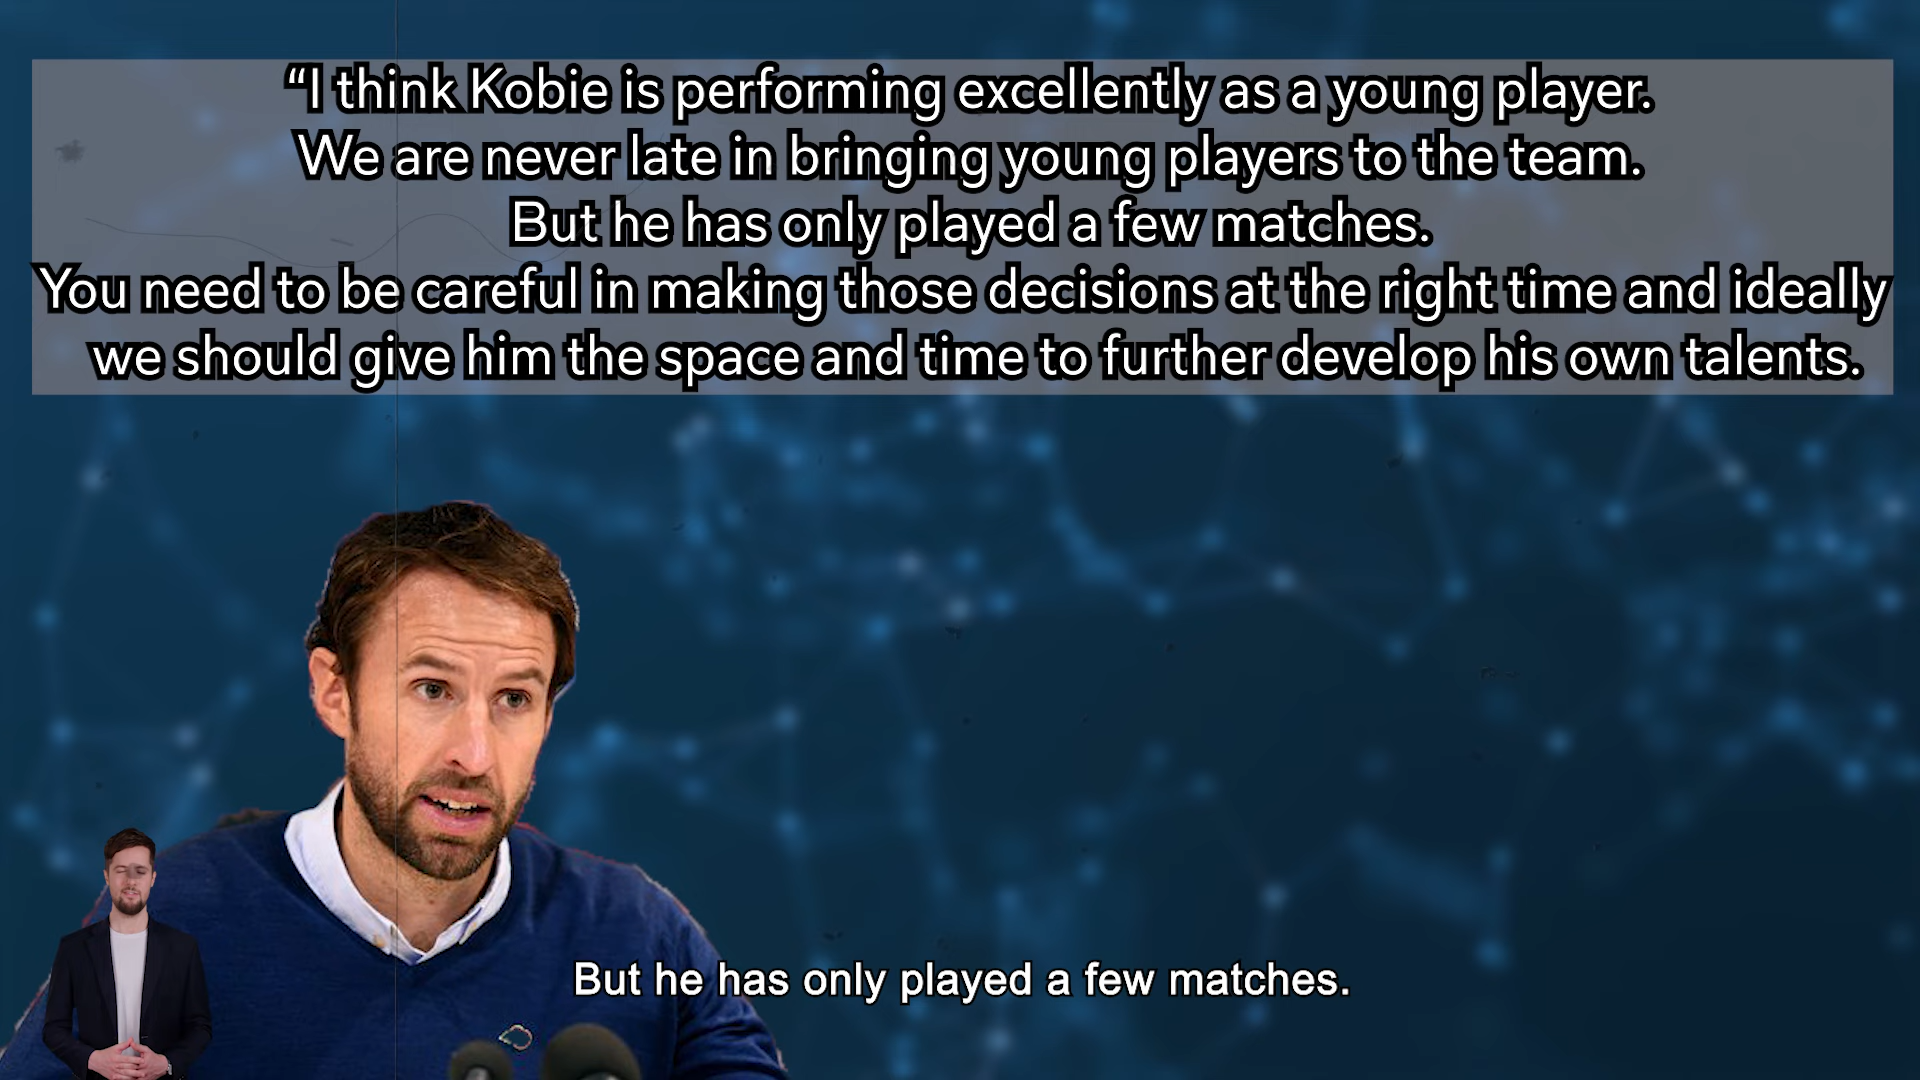 “I think Kobie is performing excellently as a young player.
We are never late in bringing young players to the team.
But he has only played a few matches.
You need to be careful in making those decisions at the right time and ideally
we should give him the space and time to further develop his own talents.
But he has only played a few matches.